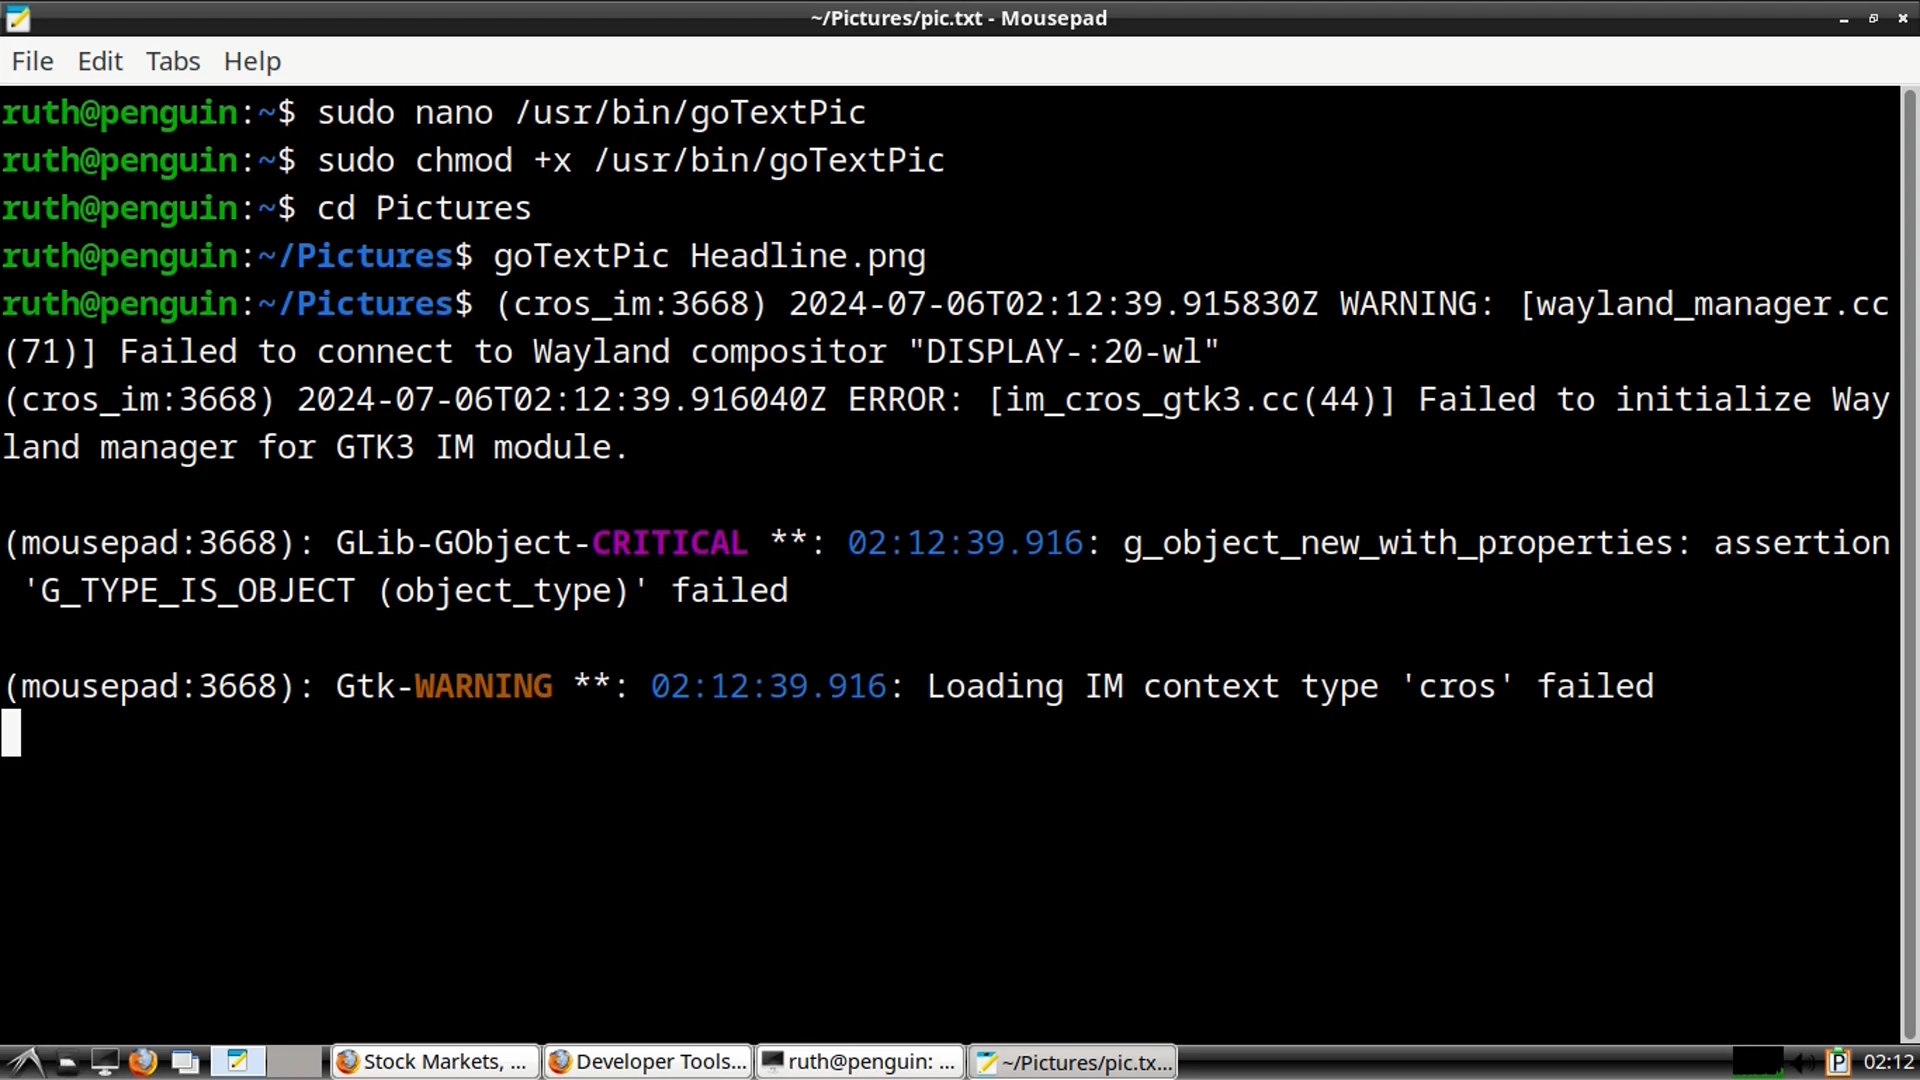 ~/Pictures/pic.txt - Mousepad
File Edit Tabs Help
ruth@penguin:~$ sudo nano /usr/bin/goTextPic
ruth@penguin:~$ sudo chmod +x /usr/bin/goTextPic
ruth@penguin:~$ cd Pictures
ruth@penguin:~/Pictures$ goTextPic Headline.png
ruth@penguin:~/Pictures$ (cros_im:3668) 2024-07-06T02:12:39.915830Z WARNING: [wayland_manager.cc
(71)] Failed to connect to Wayland compositor "DISPLAY-:20-wl"
(cros_im:3668) 2024-07-06T02:12:39.916040Z ERROR: [im_cros_gtk3.cc(44)] Failed to initialize Way
land manager for GTK3 IM module.
(mousepad:3668): GLib-GObject-CRITICAL **: 02:12:39.916: g_object_new_with_properties: assertion
'G_TYPE_IS_OBJECT (object_type)' failed
(mousepad:3668): Gtk-WARNING **: 02:12:39.916: Loading IM context type 'cros' failed
Stock Markets, ... Developer Tools... ruth@penguin: ... ~/Pictures/pic.tx... P 02:12